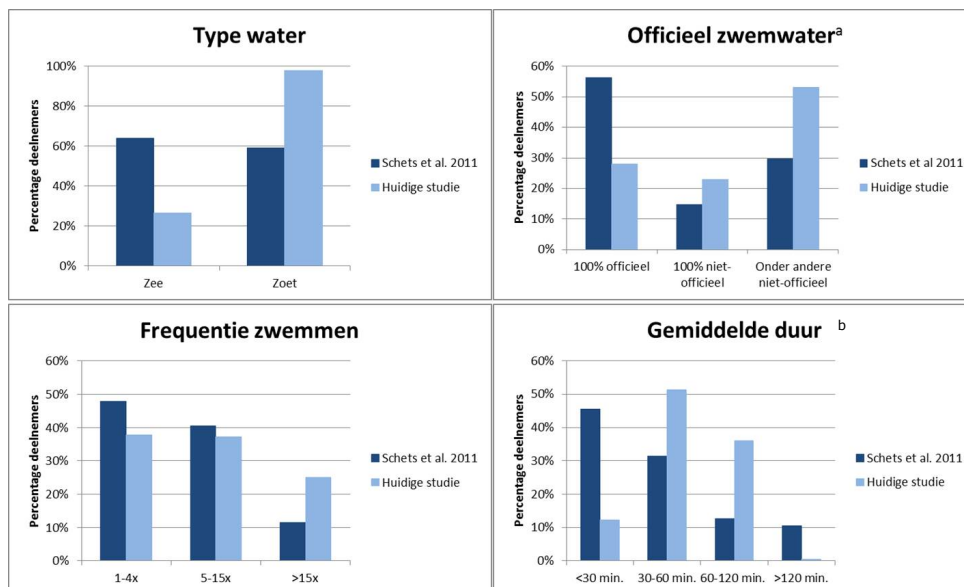 Type water
Percentage deelnemers
100%
80%
60%
40%
20%
0%
Zee
Zoet
Schets et al. 2011
Huidige studie
Officieel zwemwaterᵃ
Percentage deelnemers
60%
50%
40%
30%
20%
10%
0%
100% officieel
100% niet-
officieel
Onder andere
niet-officieel
Schets et al 2011
Huidige studie
Frequentie zwemmen
Percentage deelnemers
60%
50%
40%
30%
20%
10%
0%
1-4x
5-15x
>15x
Schets et al. 2011
Huidige studie
Gemiddelde duur ᵇ
Percentage deelnemers
60%
50%
40%
30%
20%
10%
0%
<30 min.
30-60 min.
60-120 min.
>120 min.
Schets et al. 2011
Huidige studie